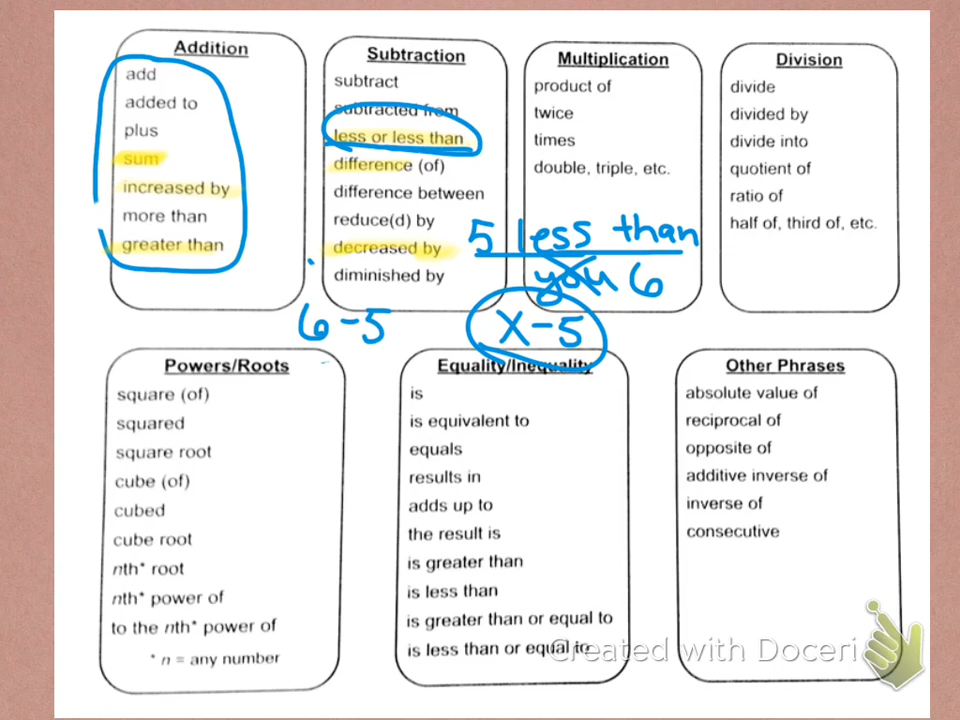 Addition
add
added to
plus
sum
increased by
more than
greater than
Subtraction
subtract
subtracted from
less or less than
difference (of)
difference between
reduce(d) by
decreased by
diminished by
Multiplication
product of
twice
times
double, triple, etc.
Division
divide
divided by
divide into
quotient of
ratio of
half of, third of, etc.
5 less than
you 6
6-5
x-5
Powers/Roots
square (of)
squared
square root
cube (of)
cubed
cube root
nth* root
nth* power of
to the nth* power of
* n = any number
Equality/Inequality
is
is equivalent to
equals
results in
adds up to
the result is
is greater than
is less than
is greater than or equal to
is less than or equal to
Other Phrases
absolute value of
reciprocal of
opposite of
additive inverse of
inverse of
consecutive
Created with Doceri